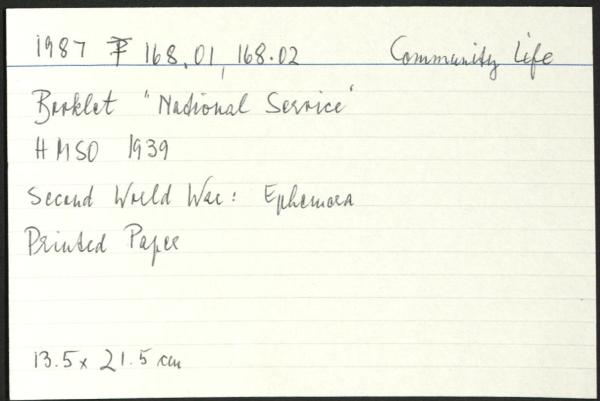 1987 168.01, 168.02 Community Life
Booklet "National Service"
HMSO 1939
Second World War: Ephemera
Printed Paper
13.5 x 21.5 cm